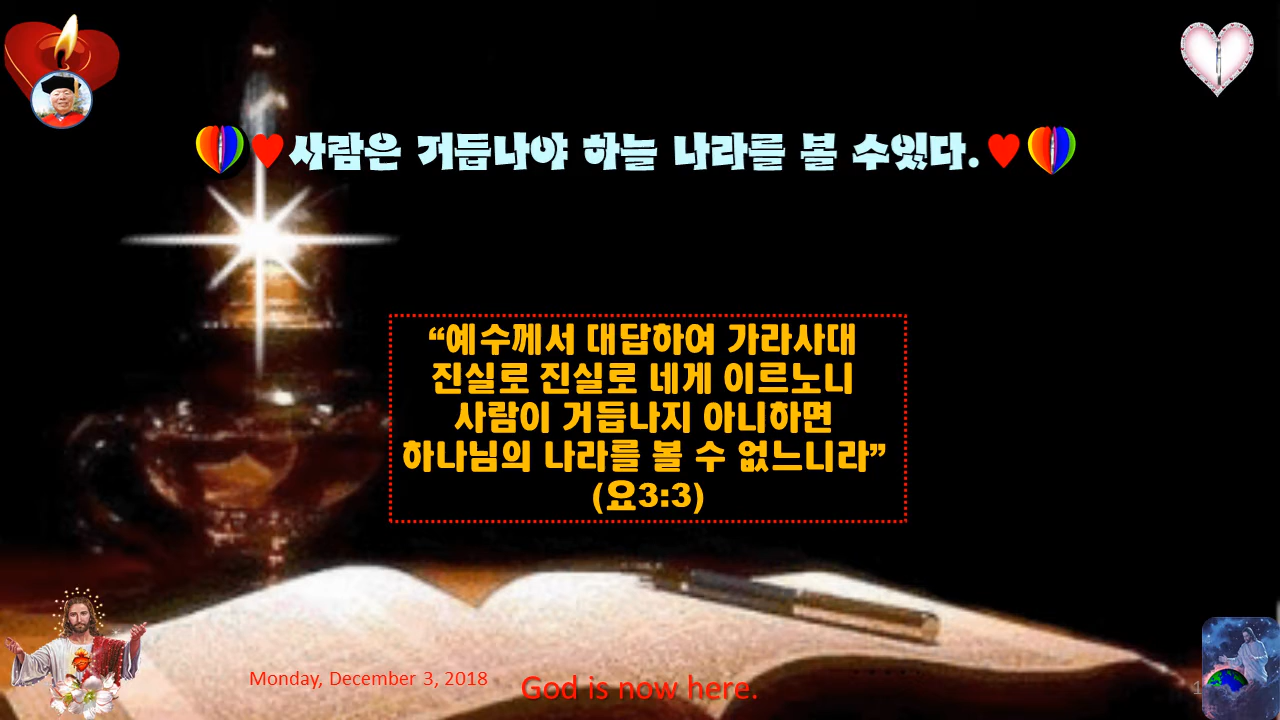 사람은 거듭나야 하늘 나라를 볼 수있다.
“예수께서 대답하여 가라사대
진실로 진실로 네게 이르노니
사람이 거듭나지 아니하면
하나님의 나라를 볼 수 없느니라”
(요3:3)
Monday, December 3, 2018
God is now here.
1